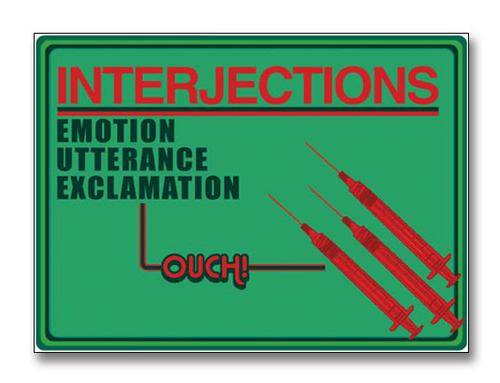 INTERJECTIONS
EMOTION
UTTERANCE
EXCLAMATION
OUCH!